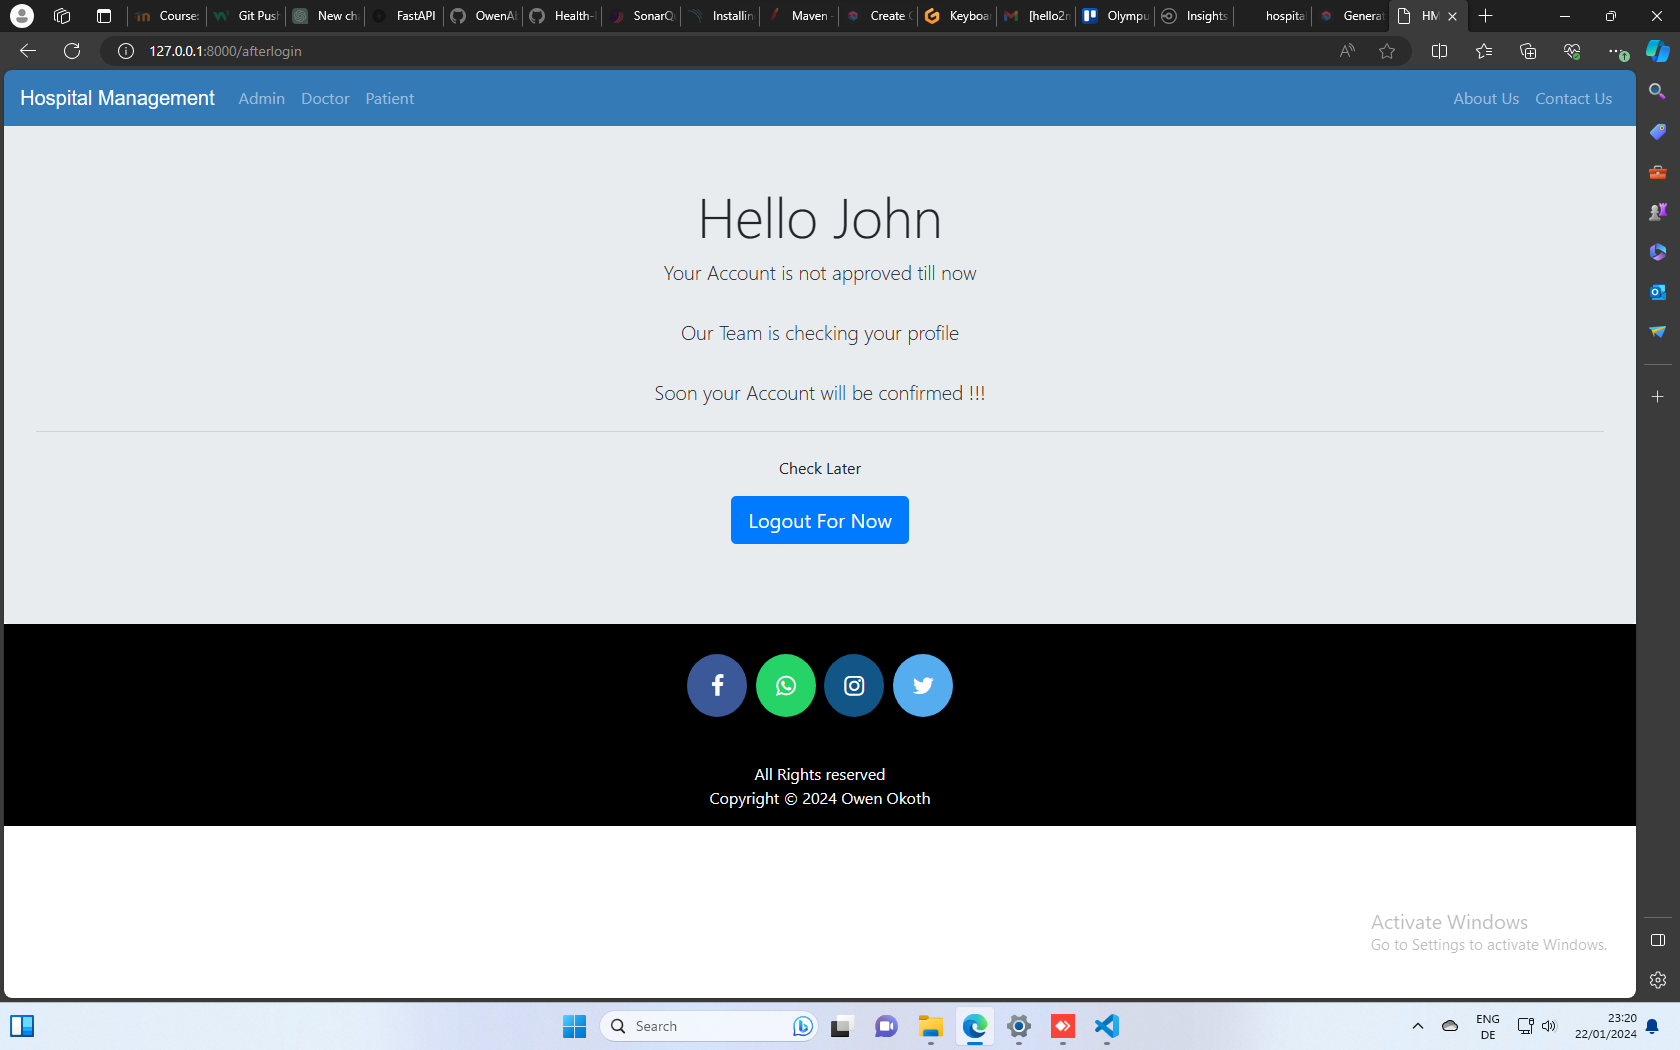 Course
Git Push
New ch
FastAPI
OwenA
Health-
SonarQ
Installin
Maven -
Create
Keyboa
[hello2
Olympu
Insights
hospital
Generat
HM
127.0.0.1:8000/afterlogin
Hospital Management Admin Doctor Patient About Us Contact Us
Hello John
Your Account is not approved till now
Our Team is checking your profile
Soon your Account will be confirmed !!!
Check Later
Logout For Now
All Rights reserved
Copyright © 2024 Owen Okoth
Activate Windows
Go to Settings to activate Windows.
Search
ENG
DE
23:20
22/01/2024